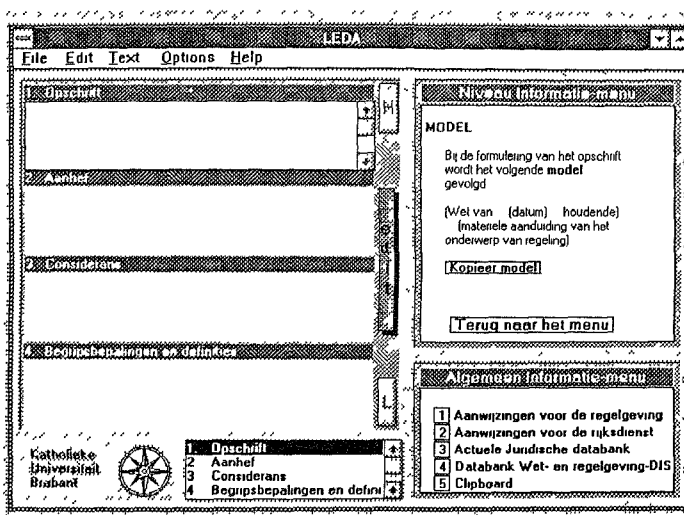 LEDA
File Edit Text Options Help
1 Opschrift
2 Aanhef
3 Considerans
4 Begripsbepalingen en definities
H
L
Niveau Informatie-menu
MODEL
Bij de formulering van het opschrift
wordt het volgende model
gevolgd
(Wet van (datum) houdende)
(materiele aanduiding van het
onderwerp van regeling)
Kopieer model
Terug naar het menu
Algemeen Informatie-menu
1 Aanwijzingen voor de regelgeving
2 Aanwijzingen voor de rijksdienst
3 Actuele Juridische databank
4 Databank Wet- en regelgeving-DIS
5 Clipboard
Katholieke
Universiteit
Brabant
1 Opschrift
2 Aanhef
3 Considerans
4 Begripsbepalingen en defini